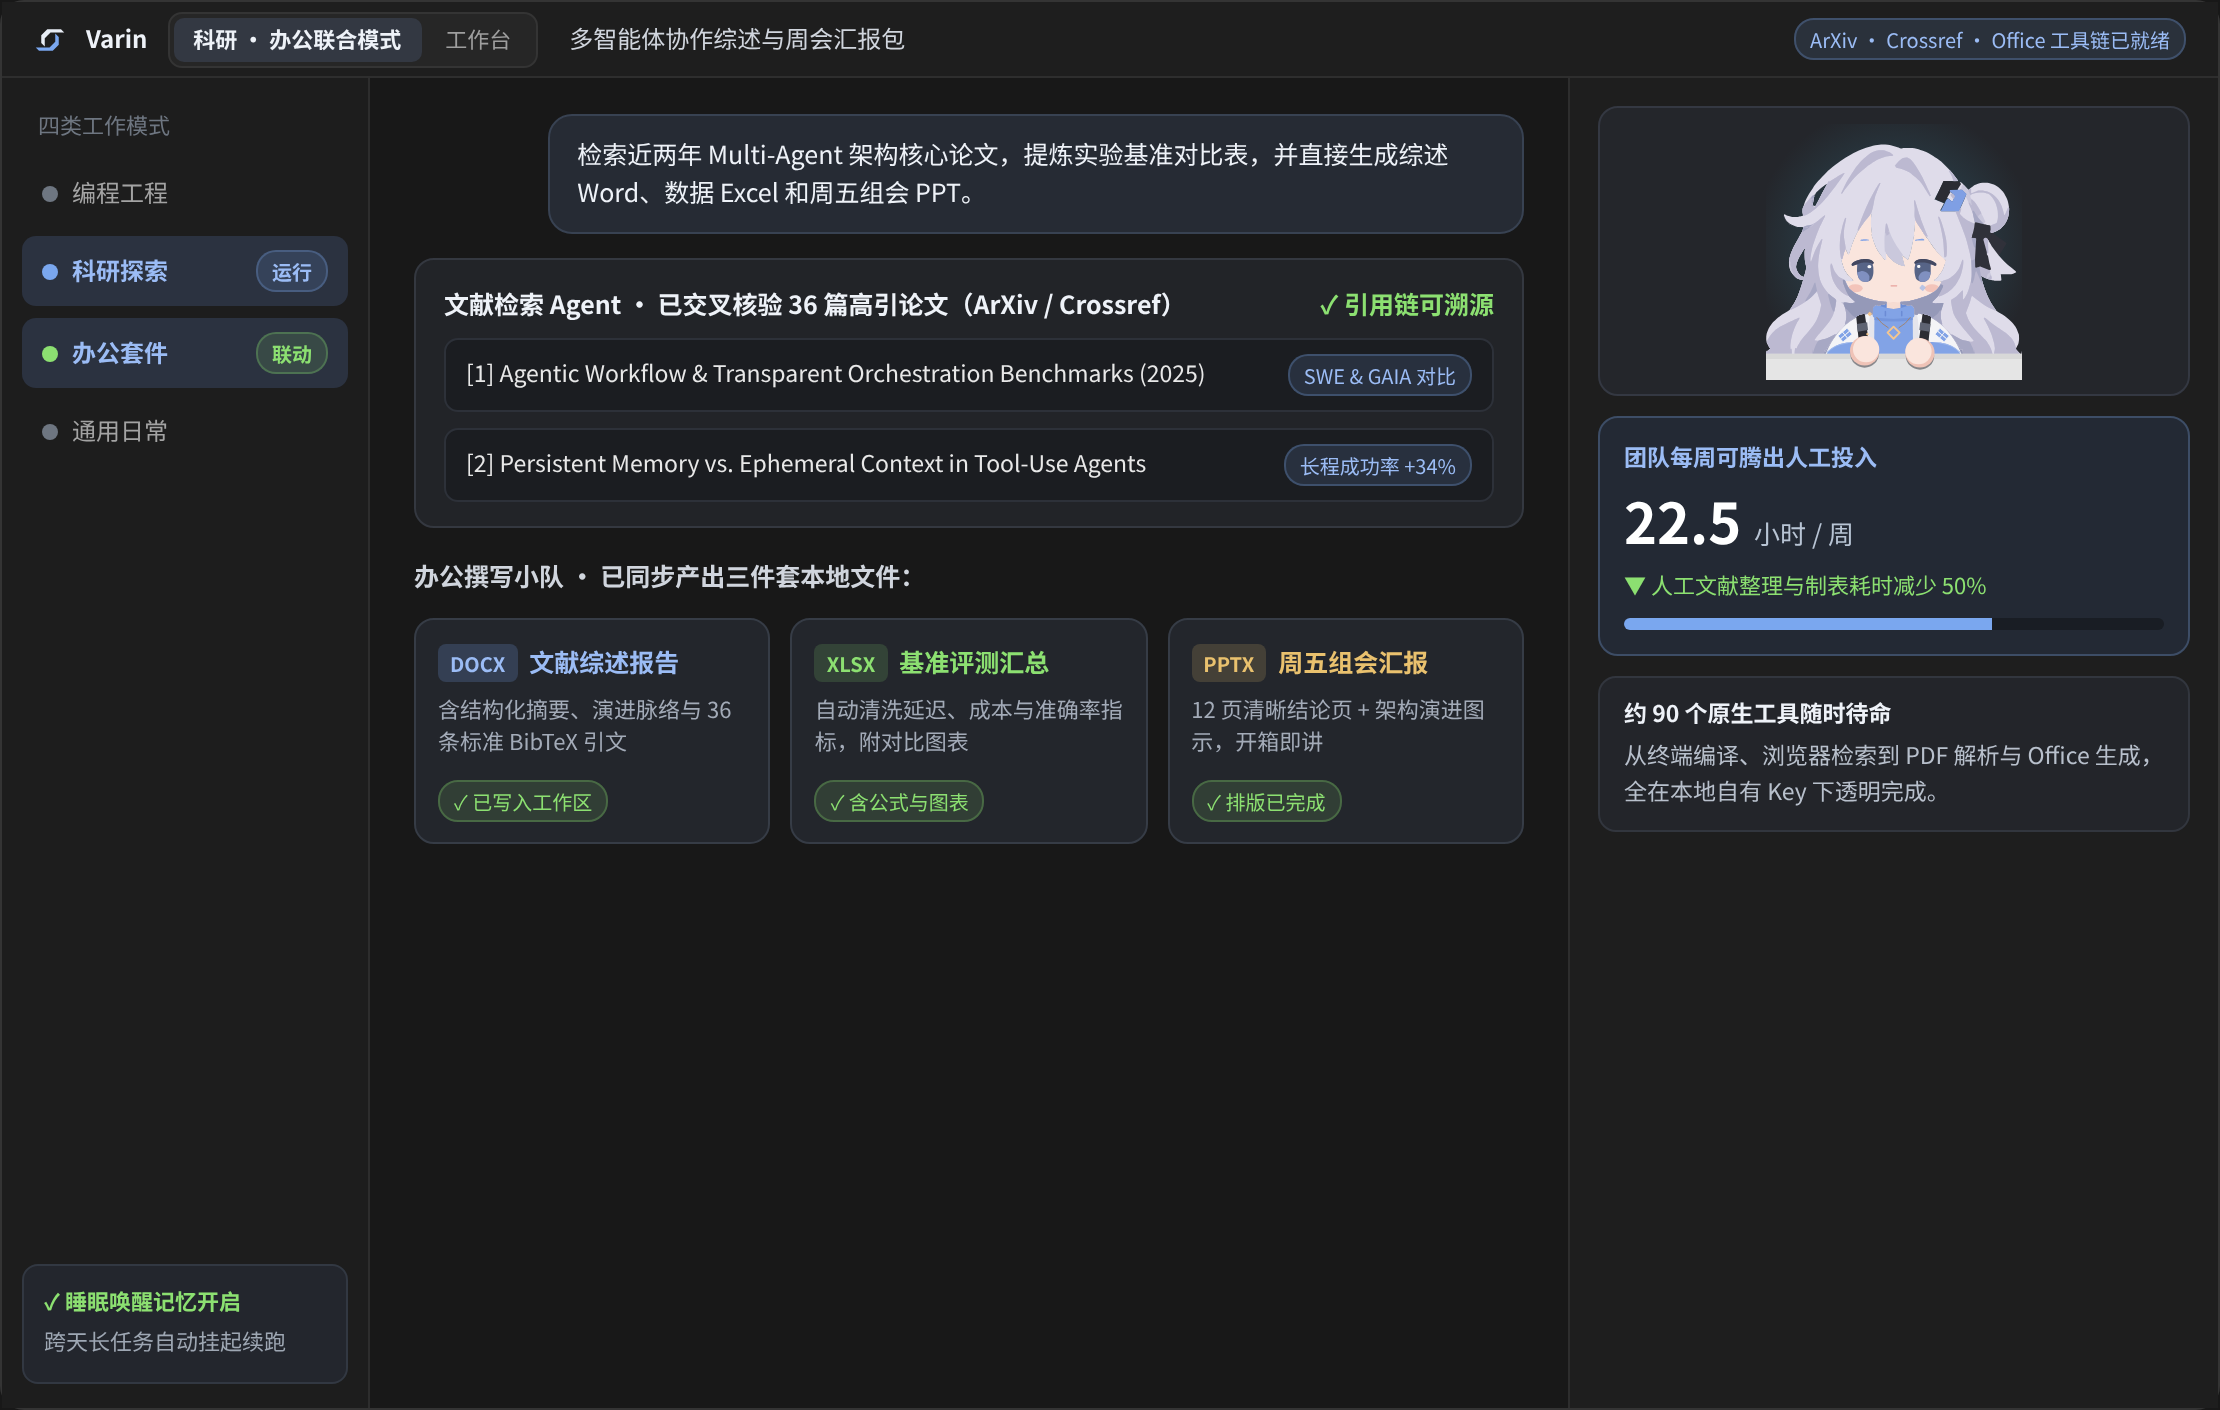 Varin
科研 · 办公联合模式
工作台
多智能体协作综述与周会汇报包
ArXiv · Crossref · Office 工具链已就绪
四类工作模式
编程工程
科研探索
运行
办公套件
联动
通用日常
✓ 睡眠唤醒记忆开启
跨天长任务自动挂起续跑
检索近两年 Multi-Agent 架构核心论文，提炼实验基准对比表，并直接生成综述
Word、数据 Excel 和周五组会 PPT。
文献检索 Agent · 已交叉核验 36 篇高引论文（ArXiv / Crossref）
✓ 引用链可溯源
[1] Agentic Workflow & Transparent Orchestration Benchmarks (2025)
SWE & GAIA 对比
[2] Persistent Memory vs. Ephemeral Context in Tool-Use Agents
长程成功率 +34%
办公撰写小队 · 已同步产出三件套本地文件：
DOCX 文献综述报告
含结构化摘要、演进脉络与 36
条标准 BibTeX 引文
✓ 已写入工作区
XLSX 基准评测汇总
自动清洗延迟、成本与准确率指
标，附对比图表
✓ 含公式与图表
PPTX 周五组会汇报
12 页清晰结论页 + 架构演进图
示，开箱即讲
✓ 排版已完成
团队每周可腾出人工投入
22.5 小时 / 周
▼ 人工文献整理与制表耗时减少 50%
约 90 个原生工具随时待命
从终端编译、浏览器检索到 PDF 解析与 Office 生成，
全在本地自有 Key 下透明完成。